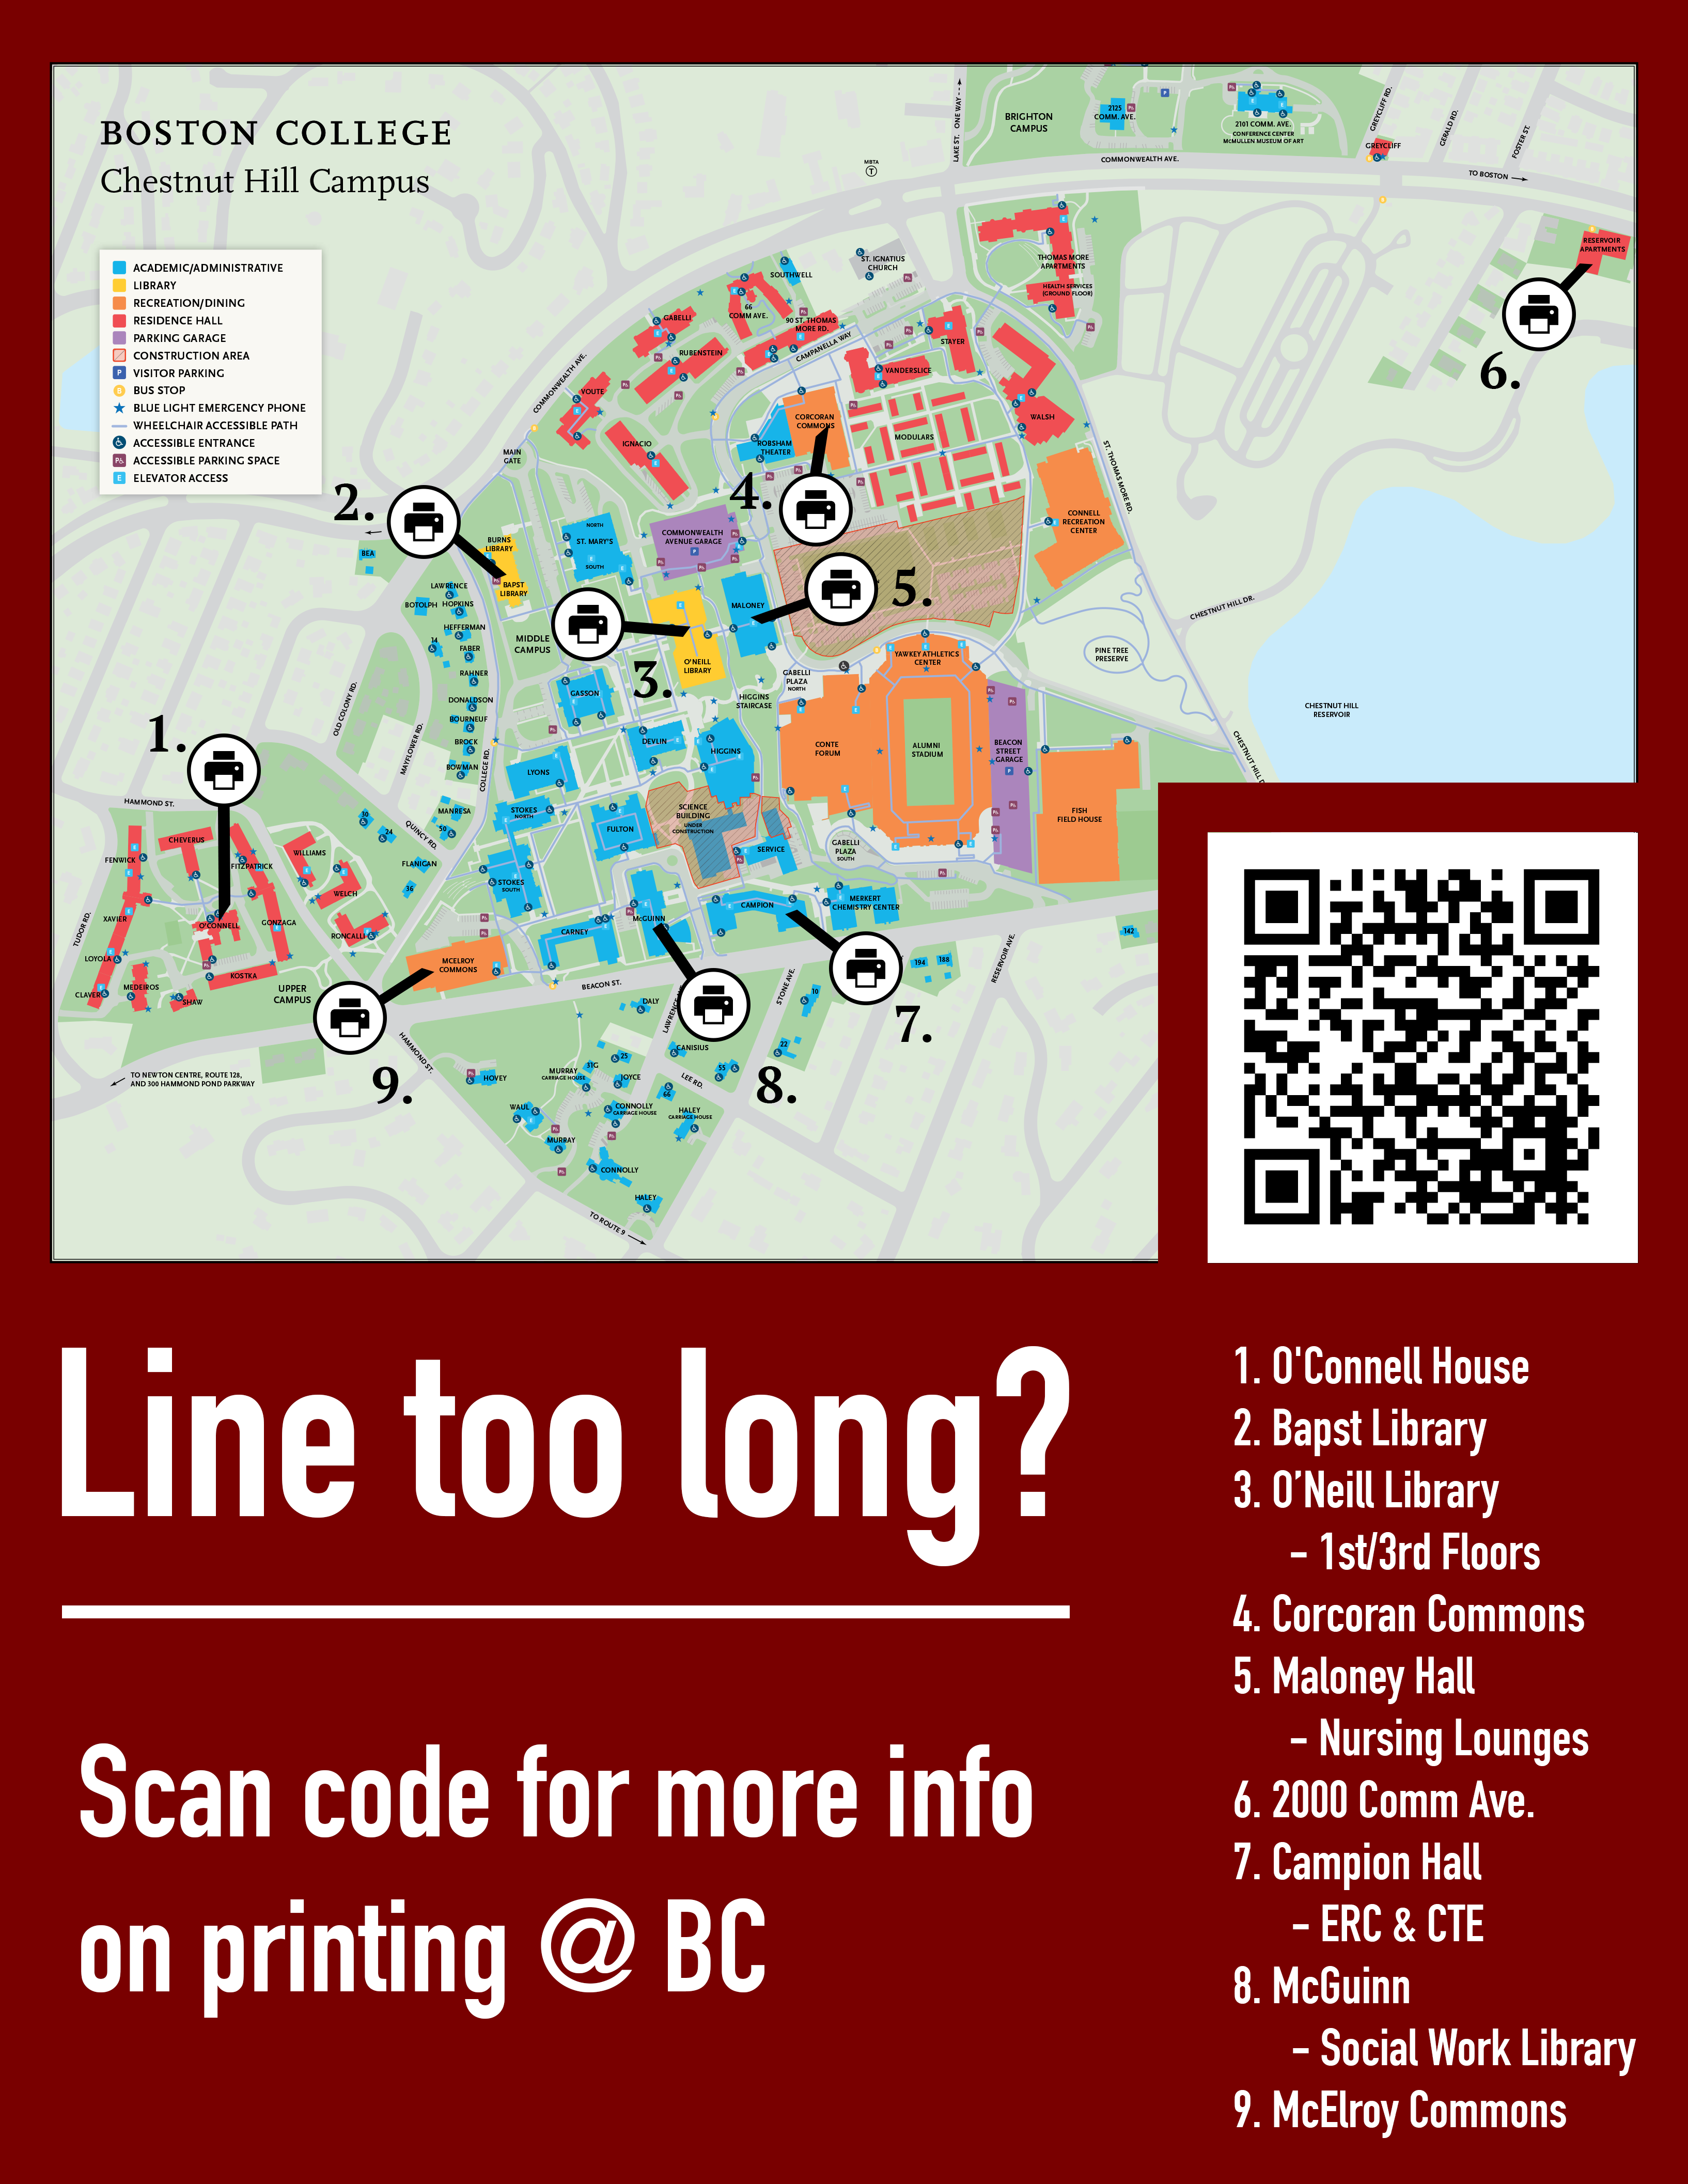 BOSTON COLLEGE
Chestnut Hill Campus
ACADEMIC/ADMINISTRATIVE
LIBRARY
RECREATION/DINING
RESIDENCE HALL
PARKING GARAGE
CONSTRUCTION AREA
P VISITOR PARKING
B BUS STOP
BLUE LIGHT EMERGENCY PHONE
WHEELCHAIR ACCESSIBLE PATH
ACCESSIBLE ENTRANCE
ACCESSIBLE PARKING SPACE
E ELEVATOR ACCESS
LAKE ST. ONE WAY
BRIGHTON
CAMPUS
2125
COMM. AVE.
2101 COMM. AVE.
CONFERENCE CENTER
MCMULLEN MUSEUM OF ART
COMMONWEALTH AVE.
GREYCLIFF RD.
GREYCLIFF
GERALD RD.
FOSTER ST.
TO BOSTON
MBTA
T
RESERVOIR
APARTMENTS
6.
THOMAS MORE
APARTMENTS
HEALTH SERVICES
(GROUND FLOOR)
ST. IGNATIUS
CHURCH
SOUTHWELL
66
COMM AVE.
90 ST. THOMAS
MORE RD.
GABELLI
RUBENSTEIN
CAMPANELLA WAY
STAYER
VANDERSLICE
COMMONWEALTH AVE.
VOUTE
IGNACIO
CORCORAN
COMMONS
ROBSHAM
THEATER
MODULARS
WALSH
ST. THOMAS MORE RD.
MAIN
GATE
2.
4.
CONNELL
RECREATION
CENTER
NORTH
ST. MARY'S
SOUTH
COMMONWEALTH
AVENUE GARAGE
BURNS
LIBRARY
BAPST
LIBRARY
BEA
5.
MALONEY
LAWRENCE
BOTOLPH
HOPKINS
HEFFERMAN
14
FABER
RAHNER
DONALDSON
BOURNEUF
BROCK
BOWMAN
MIDDLE
CAMPUS
3.
O'NEILL
LIBRARY
CHESTNUT HILL DR.
PINE TREE
PRESERVE
YAWKEY ATHLETICS
CENTER
GABELLI
PLAZA
NORTH
HIGGINS
STAIRCASE
GASSON
OLD COLONY RD.
MAYFLOWER RD.
COLLEGE RD.
CHESTNUT HILL
RESERVOIR
CHESTNUT HILL D
DEVLIN
HIGGINS
CONTE
FORUM
ALUMNI
STADIUM
BEACON
STREET
GARAGE
1.
LYONS
HAMMOND ST.
MANRESA
50
QUINCY RD.
30
24
FLANIGAN
36
STOKES
NORTH
STOKES
SOUTH
FULTON
SCIENCE
BUILDING
UNDER
CONSTRUCTION
SERVICE
GABELLI
PLAZA
SOUTH
FISH
FIELD HOUSE
CHEVERUS
FENWICK
FITZPATRICK
WILLIAMS
WELCH
XAVIER
O'CONNELL
GONZAGA
RONCALLI
TUDOR RD.
LOYOLA
CLAVER
MEDEIROS
SHAW
KOSTKA
UPPER
CAMPUS
MCELROY
COMMONS
CARNEY
McGUINN
CAMPION
MERKERT
CHEMISTRY CENTER
142
194
188
RESERVOIR AVE.
STONE AVE.
BEACON ST.
7.
9.
8.
HAMMOND ST.
TO NEWTON CENTRE, ROUTE 128,
AND 300 HAMMOND POND PARKWAY
DALY
CANISIUS
10
22
25
31G
MURRAY
CARRIAGE HOUSE
JOYCE
LEE RD.
55
66
HOVEY
WAUL
CONNOLLY
CARRIAGE HOUSE
HALEY
CARRIAGE HOUSE
MURRAY
CONNOLLY
HALEY
TO ROUTE 9
Line too long?
Scan code for more info
on printing @ BC
1. O'Connell House
2. Bapst Library
3. O'Neill Library
- 1st/3rd Floors
4. Corcoran Commons
5. Maloney Hall
- Nursing Lounges
6. 2000 Comm Ave.
7. Campion Hall
- ERC & CTE
8. McGuinn
- Social Work Library
9. McElroy Commons